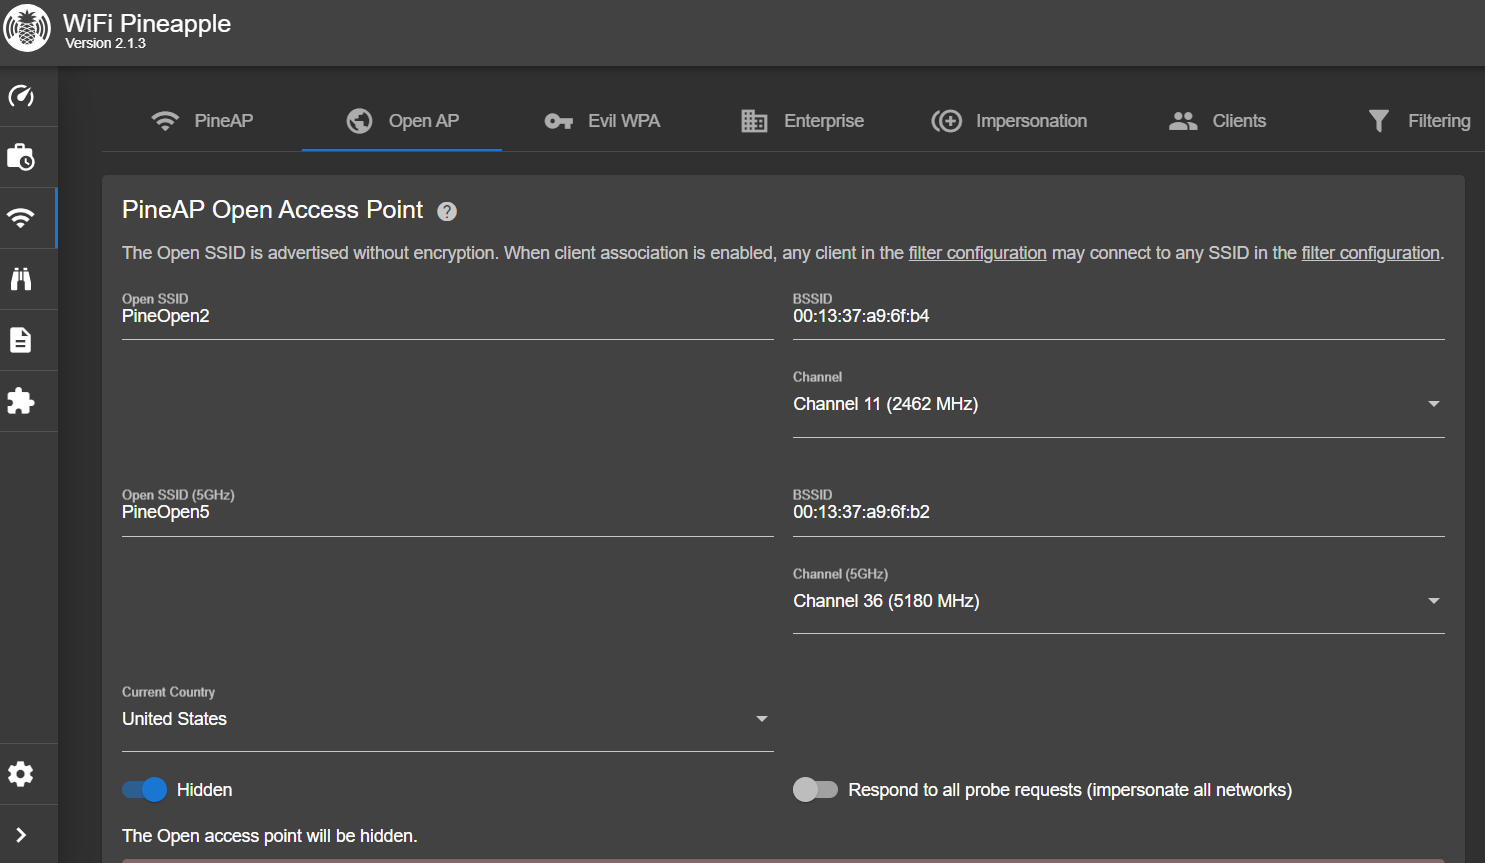 WiFi Pineapple
Version 2.1.3
PineAP
Open AP
Evil WPA
Enterprise
Impersonation
Clients
Filtering
PineAP Open Access Point ?
The Open SSID is advertised without encryption. When client association is enabled, any client in the filter configuration may connect to any SSID in the filter configuration.
Open SSID
PineOpen2
BSSID
00:13:37:a9:6f:b4
Channel
Channel 11 (2462 MHz)
Open SSID (5GHz)
PineOpen5
BSSID
00:13:37:a9:6f:b2
Channel (5GHz)
Channel 36 (5180 MHz)
Current Country
United States
Hidden
Respond to all probe requests (impersonate all networks)
The Open access point will be hidden.